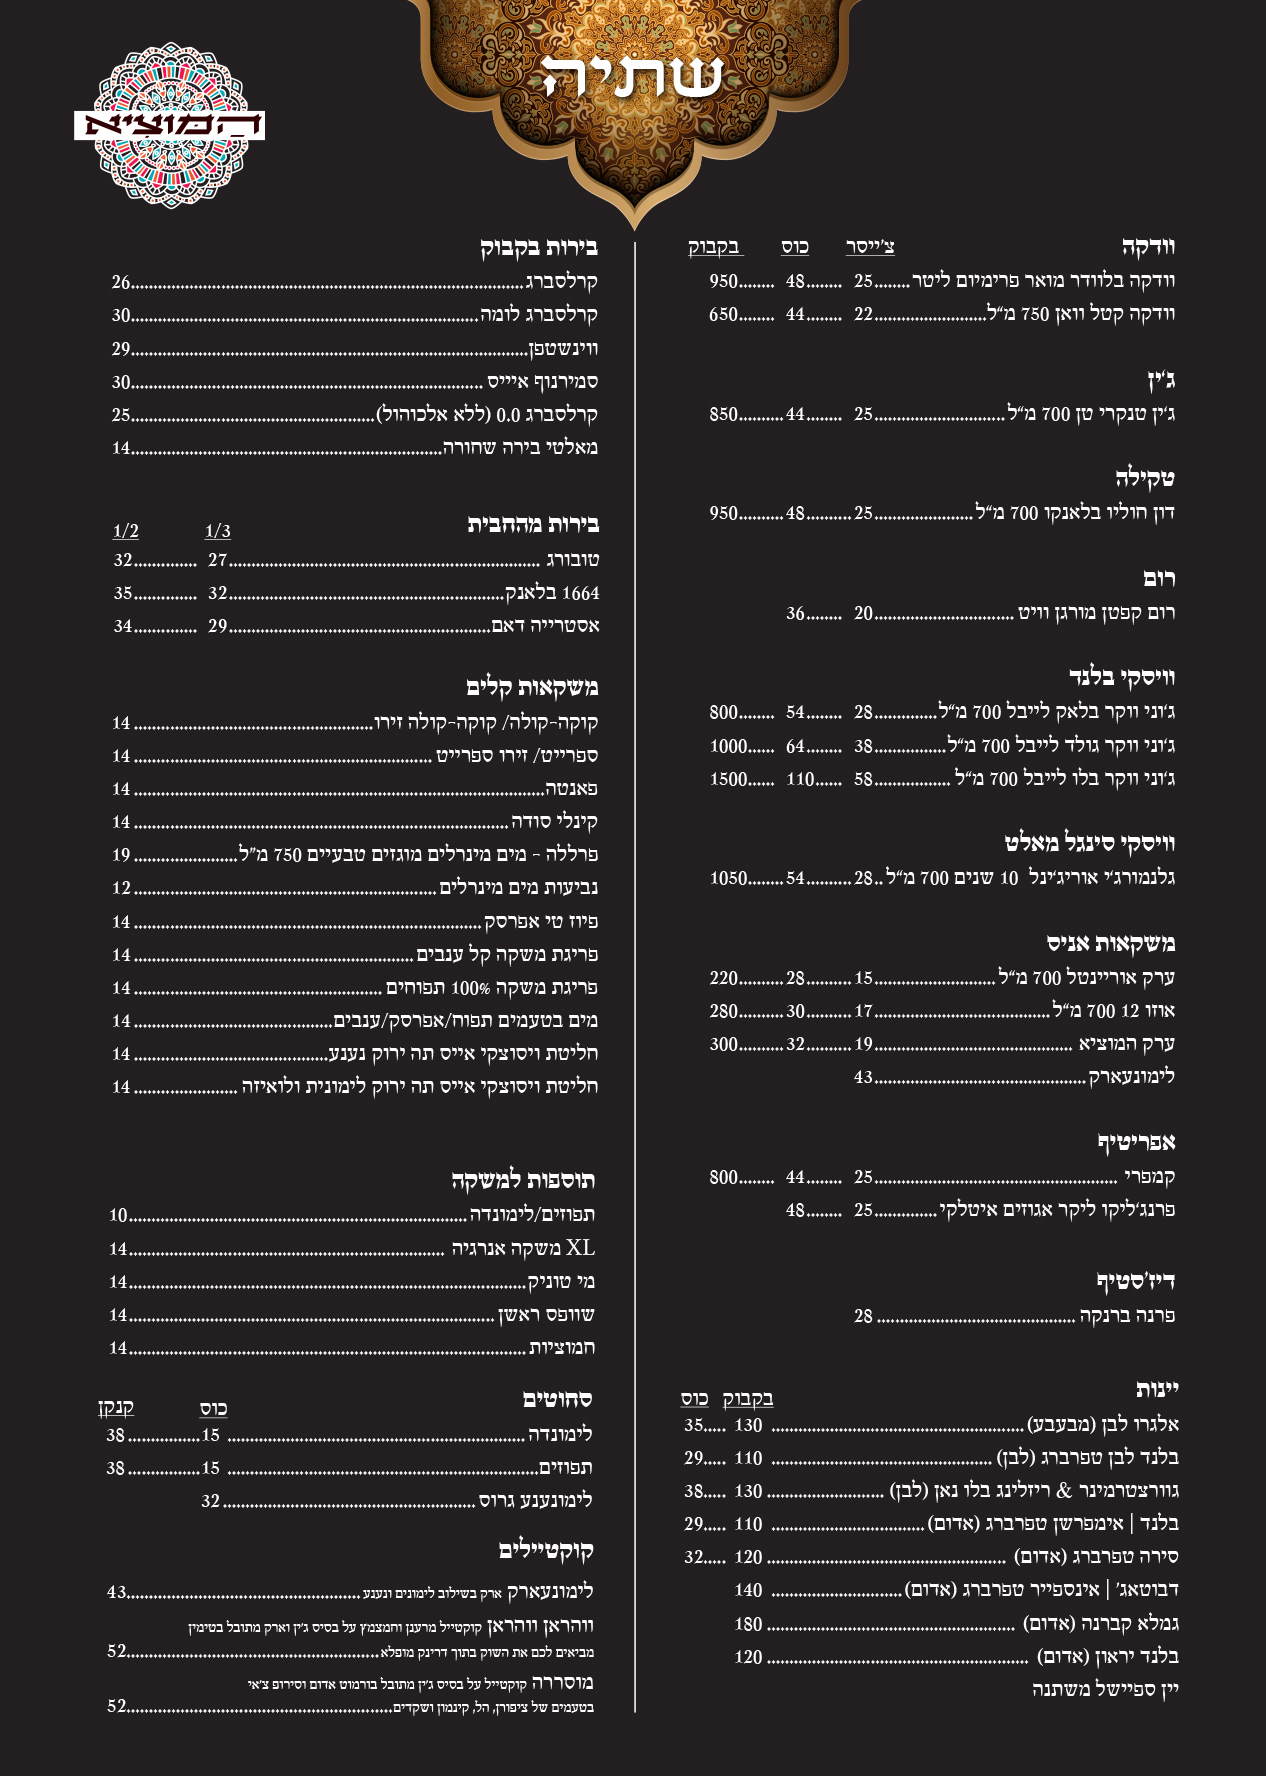 שתיה
המוציא
וודקה צ'ייסר כוס בקבוק
וודקה בלוודר מואר פרימיום ליטר........25 ........48 ........950
וודקה קטל וואן 750 מ"ל.........................22 ........44 ........650
ג'ין
ג'ין טנקרי טן 700 מ"ל.............................25 ........44..........850
טקילה
דון חוליו בלאנקו 700 מ"ל......................25..........48..........950
רום
רום קפטן מורגן וויט ...............................20 ........36
וויסקי בלנד
ג'וני ווקר בלאק לייבל 700 מ"ל..............28 ........54 ........800
ג'וני ווקר גולד לייבל 700 מ"ל................38 ........64 ......1000
ג'וני ווקר בלו לייבל 700 מ"ל .................58 ......110 ......1500
וויסקי סינגל מאלט
גלנמורג'י אוריג'ינל 10 שנים 700 מ"ל..28..........54........1050
משקאות אניס
ערק אוריינטל 700 מ"ל...........................15..........28..........220
אוזו 12 700 מ"ל.......................................17..........30..........280
ערק המוציא ............................................19..........32..........300
לימונעארק...............................................43
אפריטיף
קמפרי ......................................................25 ........44 ........800
פרנג'ליקו ליקר אגוזים איטלקי..............25 ........48
דיז'סטיף
פרנה ברנקה ............................................ 28
יינות בקבוק כוס
אלגרו לבן (מבעבע)........................................................ 130 .....35
בלנד לבן טפרברג (לבן) ................................................. 110 .....29
גוורצטרמינר & ריזלינג בלו נאן (לבן) .......................... 130 .....38
בלנד | אימפרשן טפרברג (אדום).................................. 110 .....29
סירה טפרברג (אדום) ..................................................... 120 .....32
דבוטאג' | אינספייר טפרברג (אדום)............................. 140
גמלא קברנה (אדום) ....................................................... 180
בלנד יראון (אדום) .......................................................... 120
יין ספיישל משתנה
בירות בקבוק
קרלסברג.......................................................................................26
קרלסברג לומה.............................................................................30
ווינשטפן........................................................................................29
סמירנוף איייס ..............................................................................30
קרלסברג 0.0 (ללא אלכוהול)......................................................25
מאלטי בירה שחורה.....................................................................14
בירות מהחבית 1/3 1/2
טובורג .....................................................................27 ..............32
1664 בלאנק.............................................................32 ..............35
אסטרייה דאם..........................................................29 ..............34
משקאות קלים
קוקה-קולה/ קוקה-קולה זירו..................................................... 14
ספרייט/ זירו ספרייט .................................................................. 14
פאנטה........................................................................................... 14
קינלי סודה................................................................................... 14
פרללה - מים מינרלים מוגזים טבעיים 750 מ"ל....................... 19
נביעות מים מינרלים................................................................... 12
פיוז טי אפרסק............................................................................. 14
פריגת משקה קל ענבים .............................................................. 14
פריגת משקה 100% תפוחים ....................................................... 14
מים בטעמים תפוח/אפרסק/ענבים............................................ 14
חליטת ויסוצקי אייס תה ירוק נענע........................................... 14
חליטת ויסוצקי אייס תה ירוק לימונית ולואיזה ....................... 14
תוספות למשקה
תפוזים/לימונדה...........................................................................10
XL משקה אנרגיה ......................................................................14
מי טוניק........................................................................................14
שוופס ראשן .................................................................................14
חמוציות ........................................................................................14
סחוטים כוס קנקן
לימונדה .................................................................. 15................ 38
תפוזים..................................................................... 15................ 38
לימונענע גרוס ........................................................ 32
קוקטיילים
לימונעארק ארק בשילוב לימונים ונענע ....................................................43
ווהראן ווהראן קוקטייל מרענן וחמצמץ על בסיס ג'ין וארק מתובל בטימין
מביאים לכם את השוק בתוך דרינק מופלא........................................................52
מוסררה קוקטייל על בסיס ג'ין מתובל בורמוט אדום וסירופ צ'אי
בטעמים של ציפורן, הל, קינמון ושקדים...........................................................52